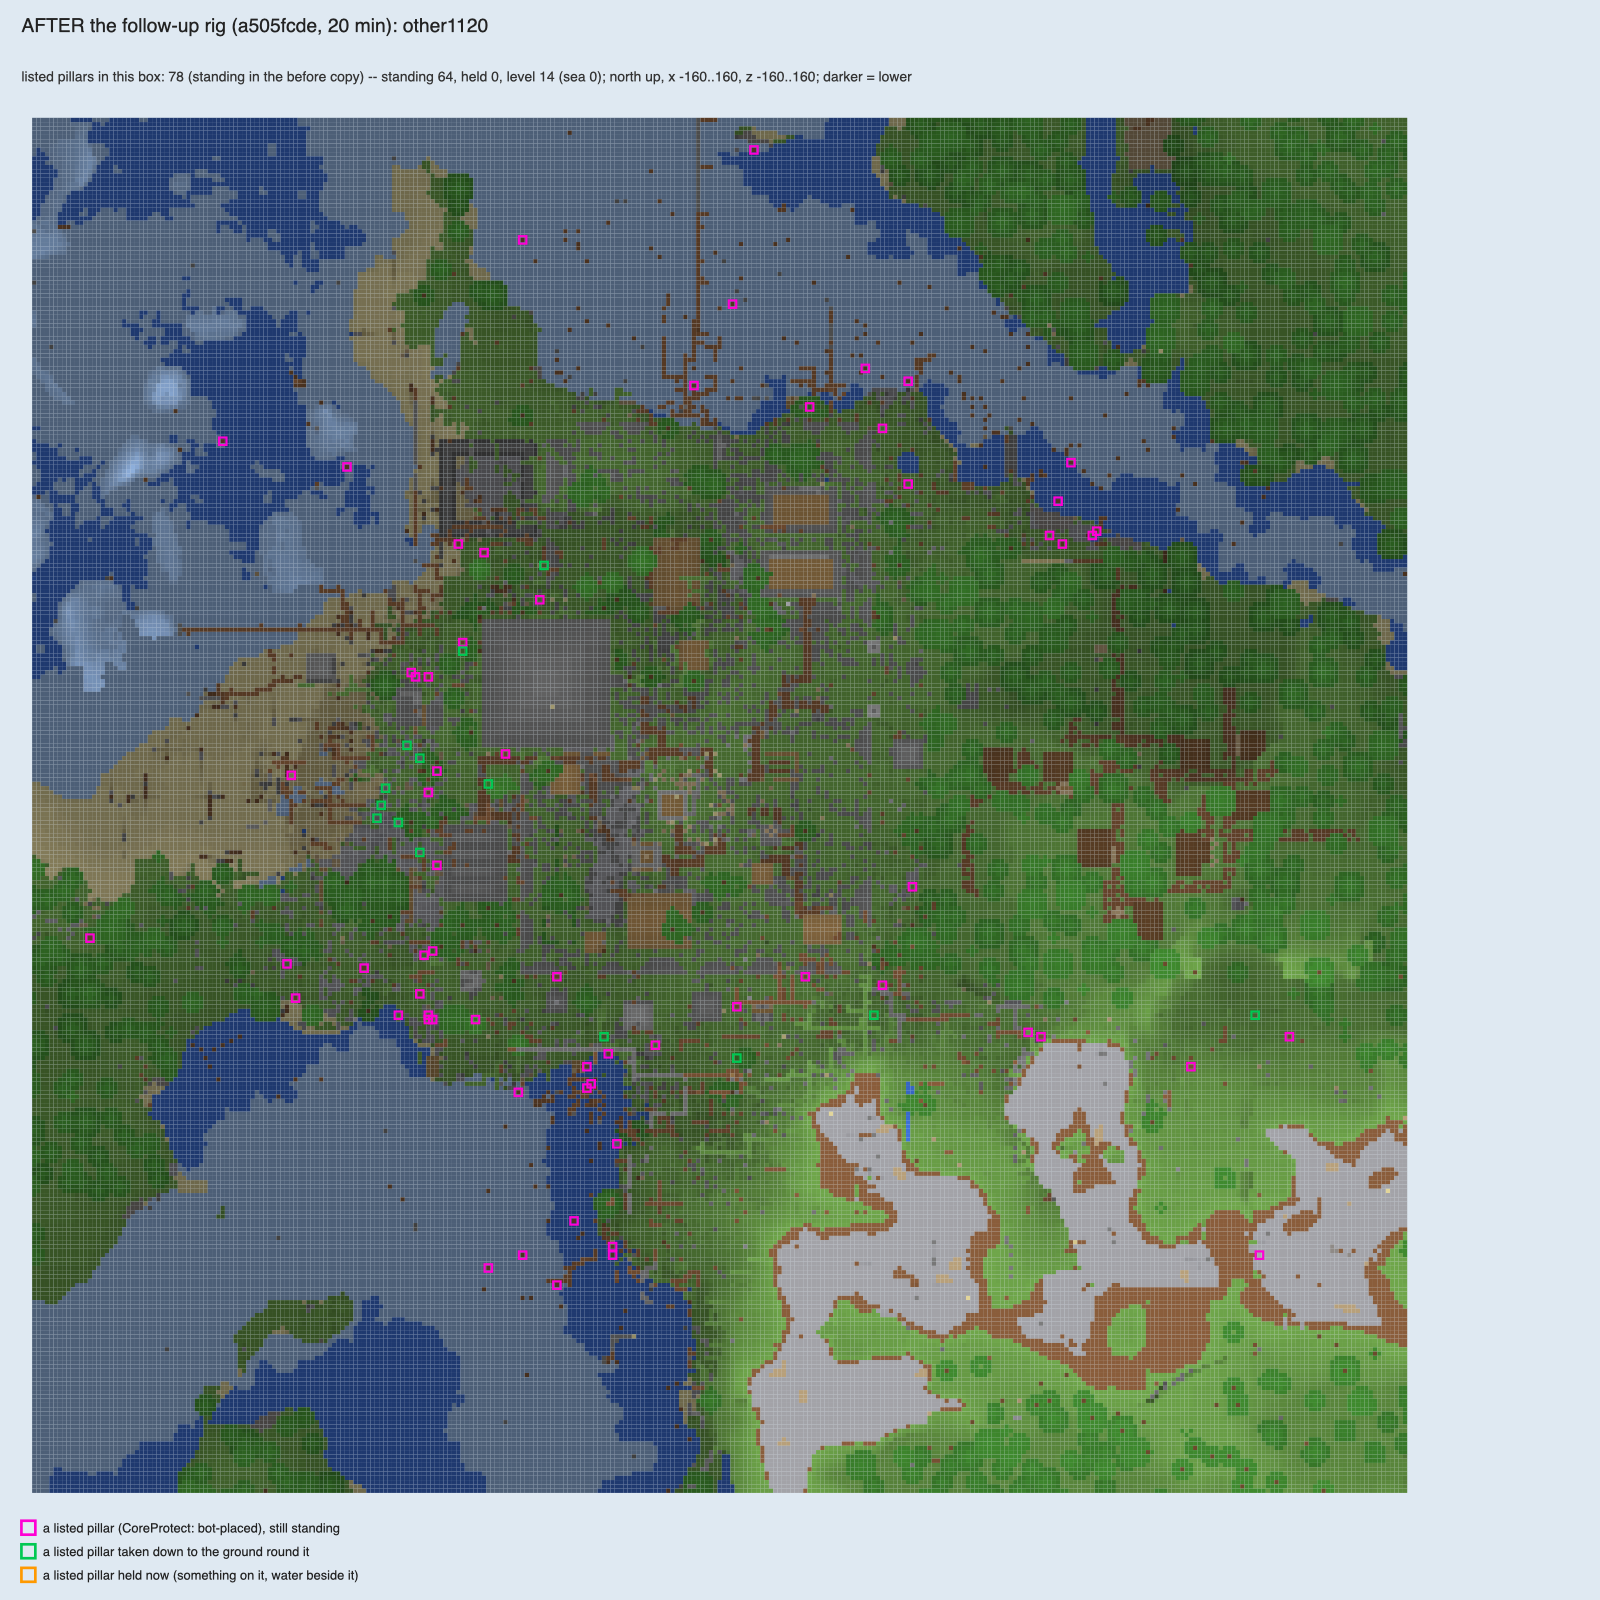 AFTER the follow-up rig (a505fcde, 20 min): other1120
listed pillars in this box: 78 (standing in the before copy) -- standing 64, held 0, level 14 (sea 0); north up, x -160..160, z -160..160; darker = lower
a listed pillar (CoreProtect: bot-placed), still standing
a listed pillar taken down to the ground round it
a listed pillar held now (something on it, water beside it)